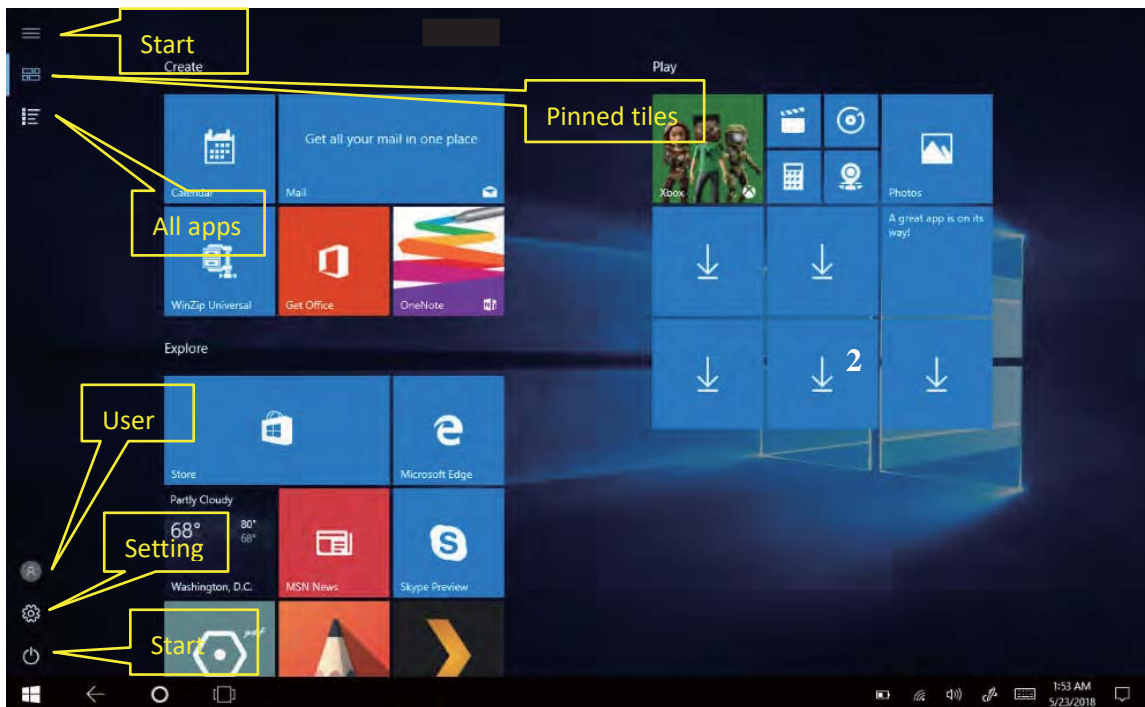 Start
Create
Play
Pinned tiles
Get all your mail in one place
Calendar
Mail
Xbox
Photos
All apps
A great app is on its
way!
WinZip Universal
Get Office
OneNote
Explore
2
User
Store
Microsoft Edge
Partly Cloudy
68°
80°
68°
Setting
Washington, D.C.
MSN News
Skype Preview
Start
pdf
1:53 AM
5/23/2018